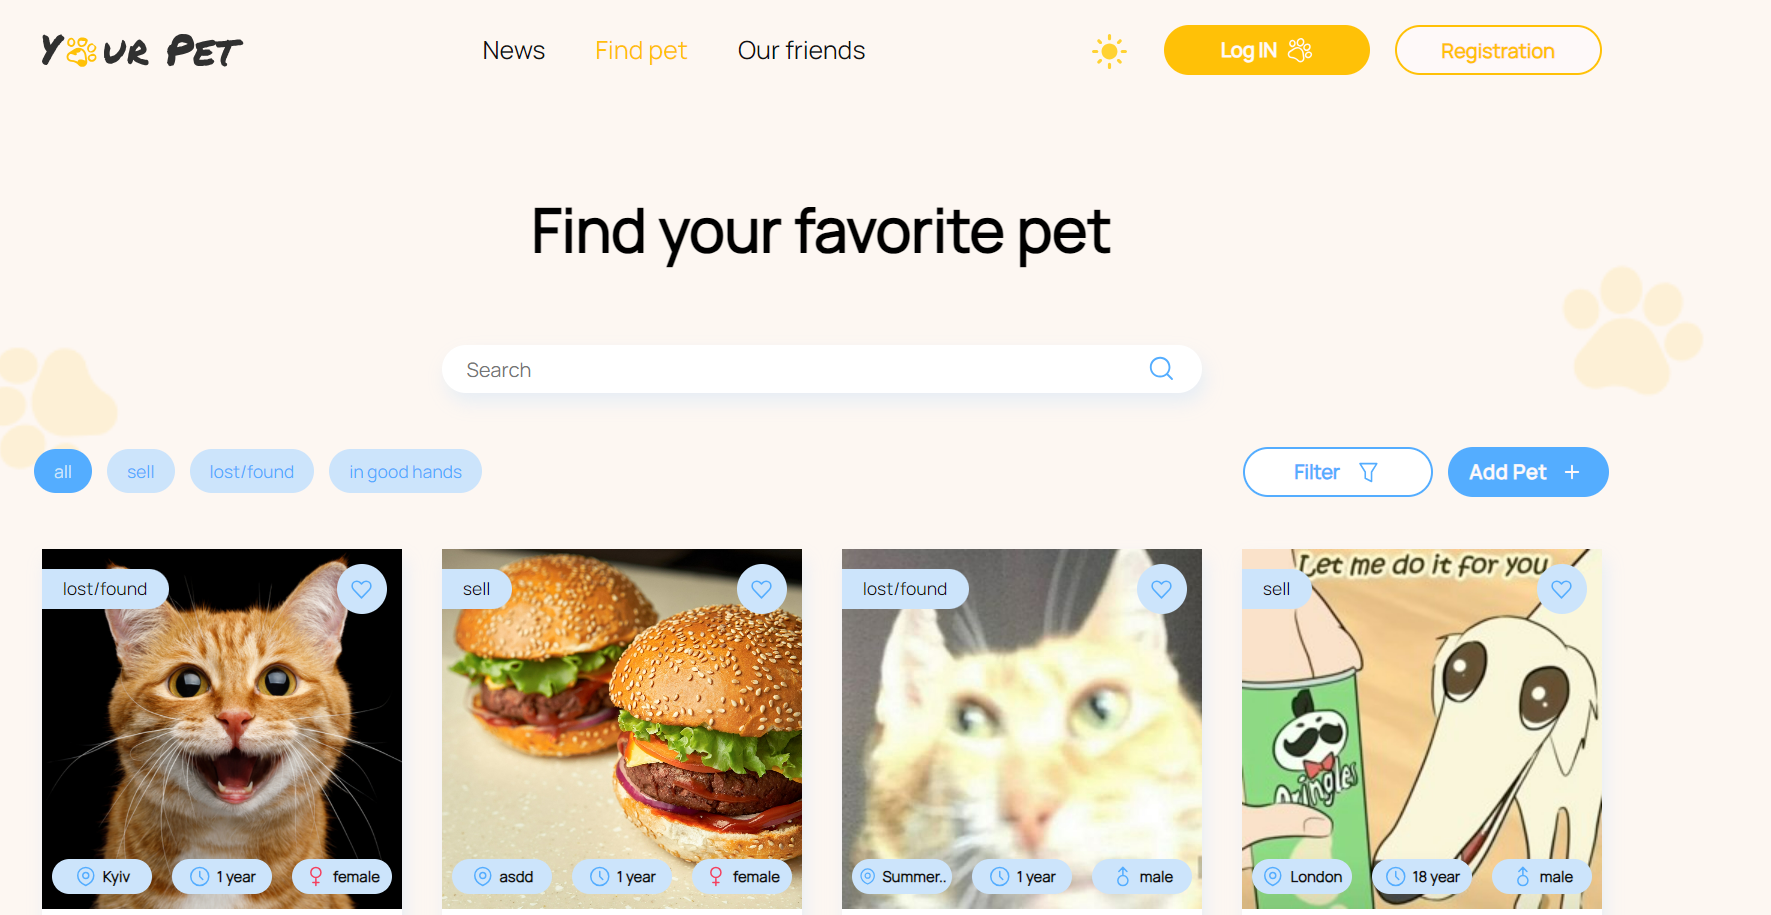 Your Pet
News
Find pet
Our friends
Log IN
Registration
Find your favorite pet
Search
all
sell
lost/found
in good hands
Filter
Add Pet +
lost/found
sell
lost/found
sell
Let me do it for you
Pringles
Kyiv
1 year
female
asdd
1 year
female
Summer..
1 year
male
London
18 year
male